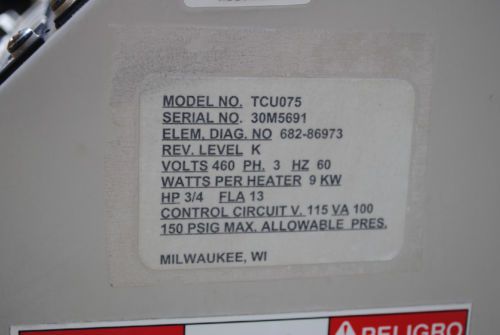 MODEL NO. TCU075
SERIAL NO. 30M5691
ELEM, DIAG. NO 682-86973
REV. LEVEL K
VOLTS 460 PH. 3 HZ 60
WATTS PER HEATER 9 KW
HP 3/4 FLA 13
CONTROL CIRCUIT V. 115 VA 100
150 PSIG MAX. ALLOWABLE PRES.
MILWAUKEE, WI
PELIGRO